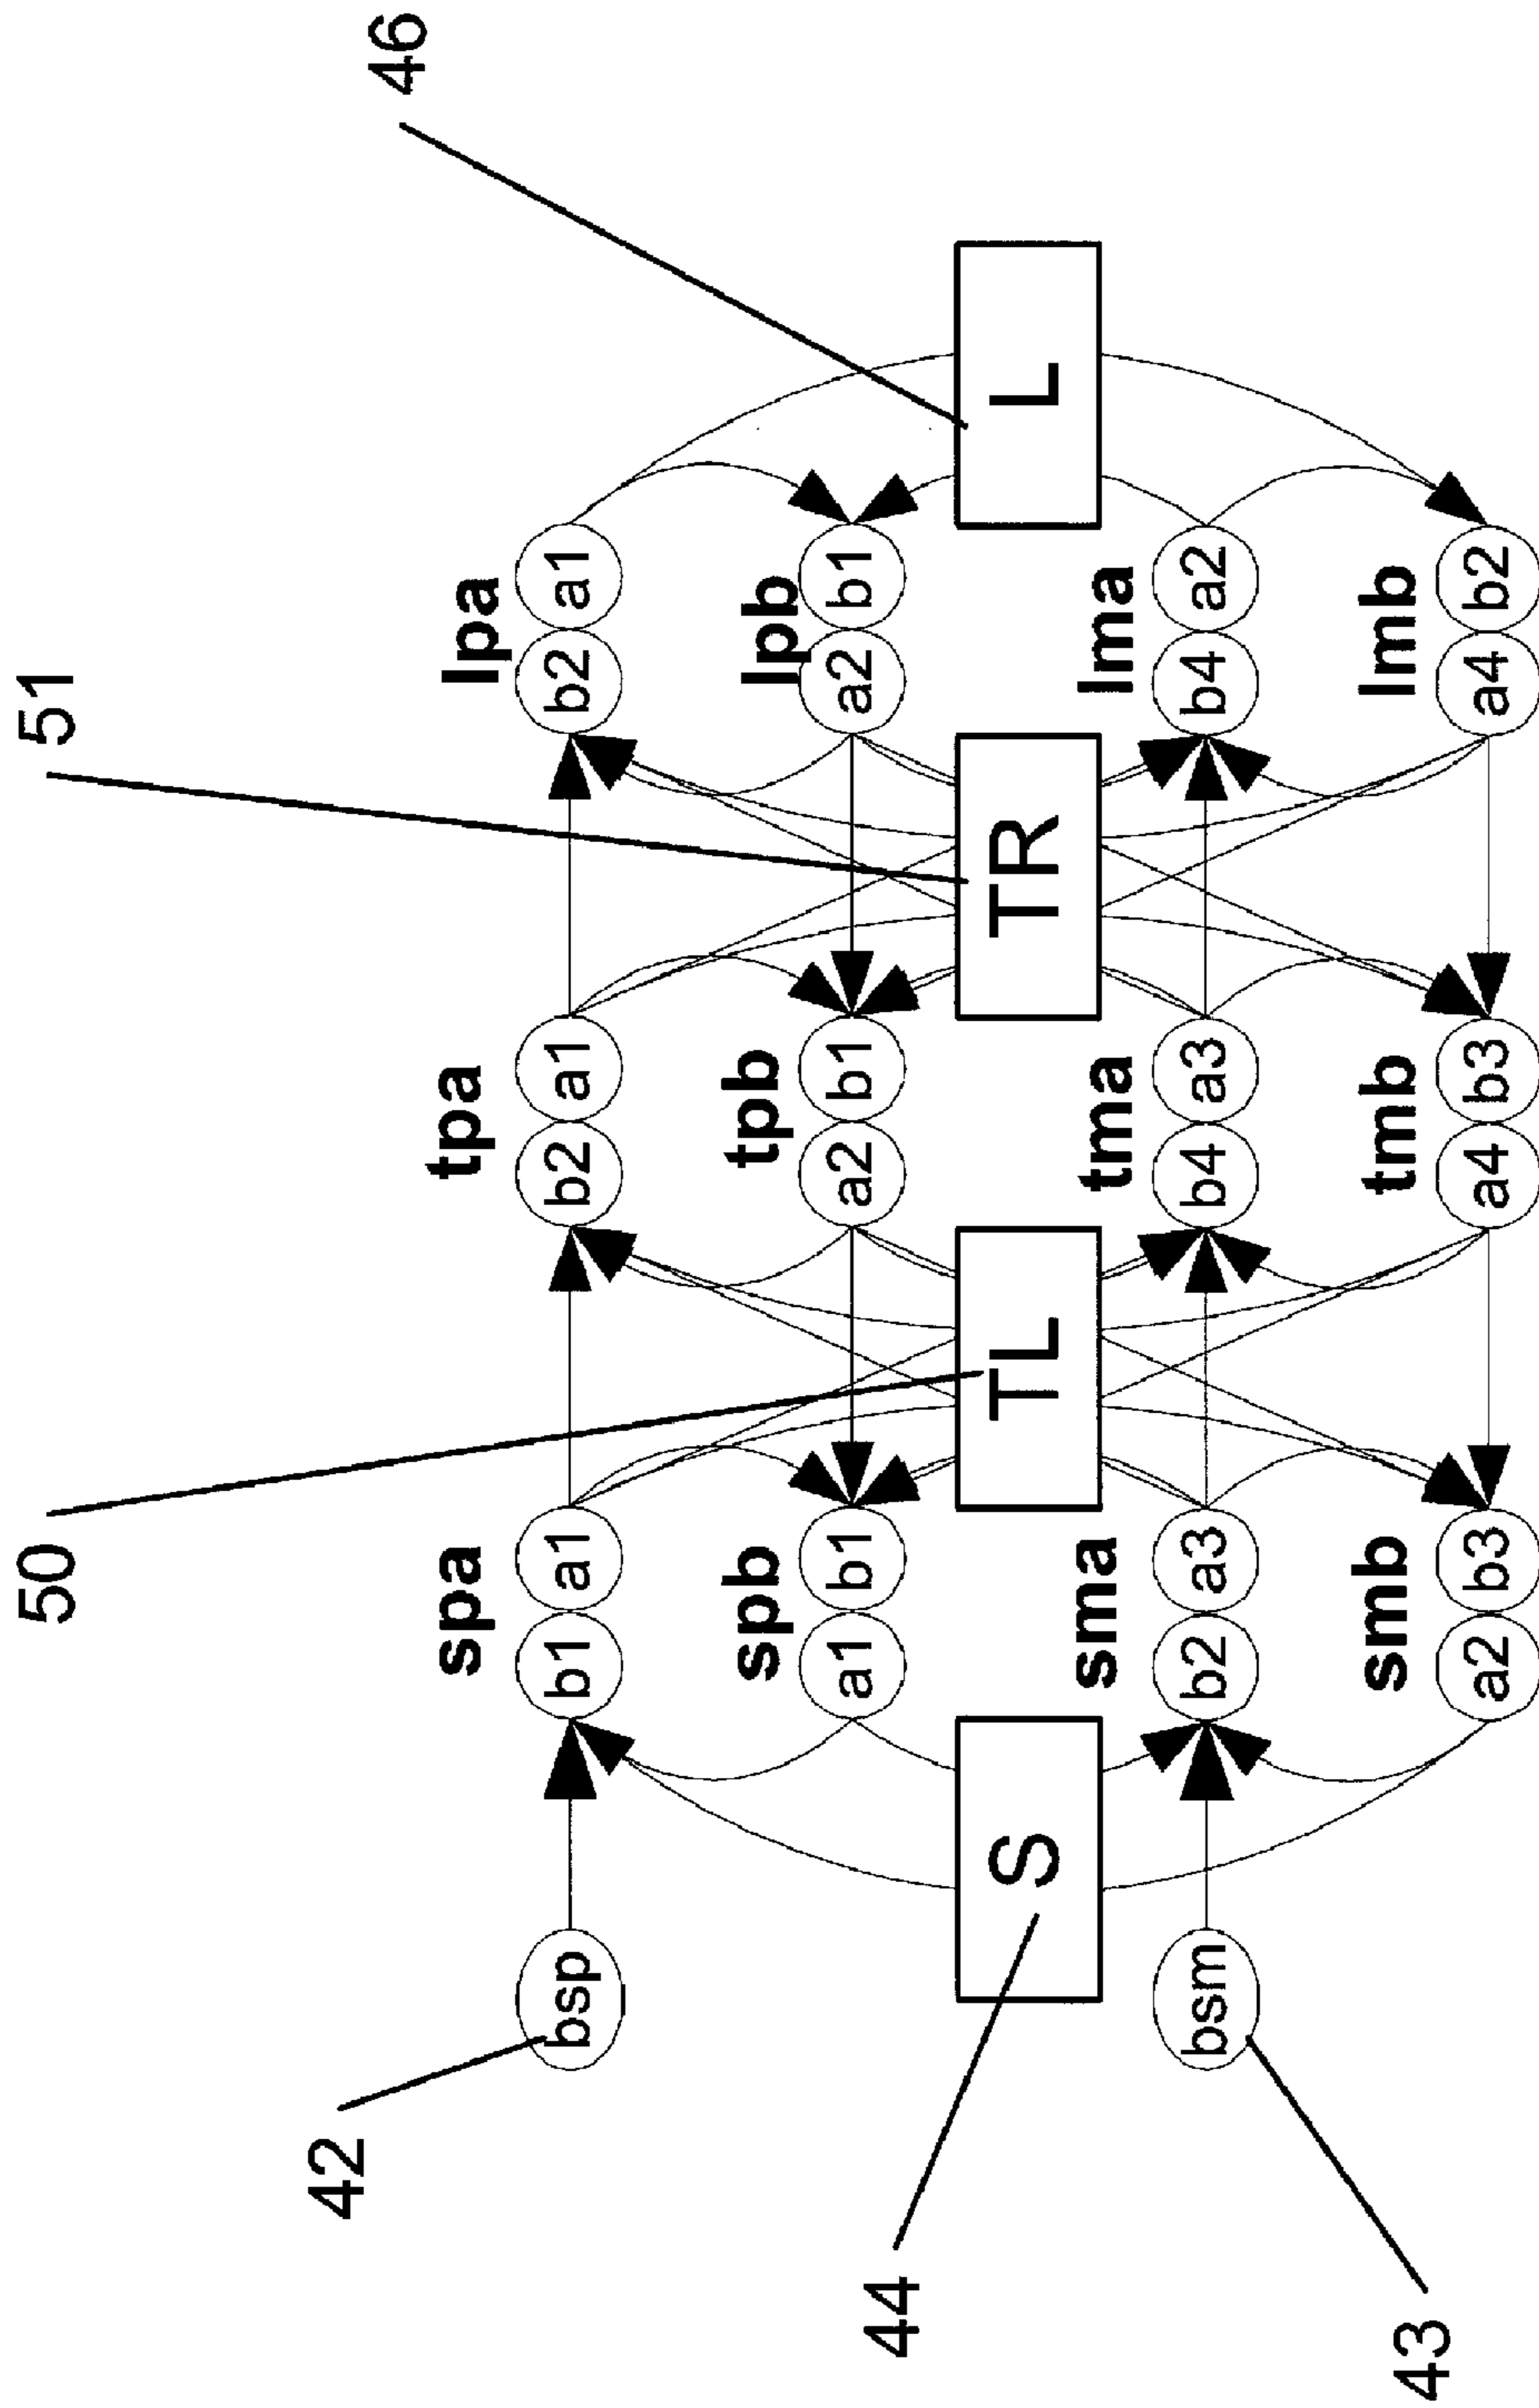 50 51
42
46
spa tpa lpa
bsp b1 a1 b2 a1 b2 a1
spb tpb lpb
a1 b1 a2 b1 a2 b1
44
S TL TR L
sma tma lma
bsm b2 a3 b4 a3 b4 a2
smb tmb lmb
43
a2 b3 a4 b3 a4 b2